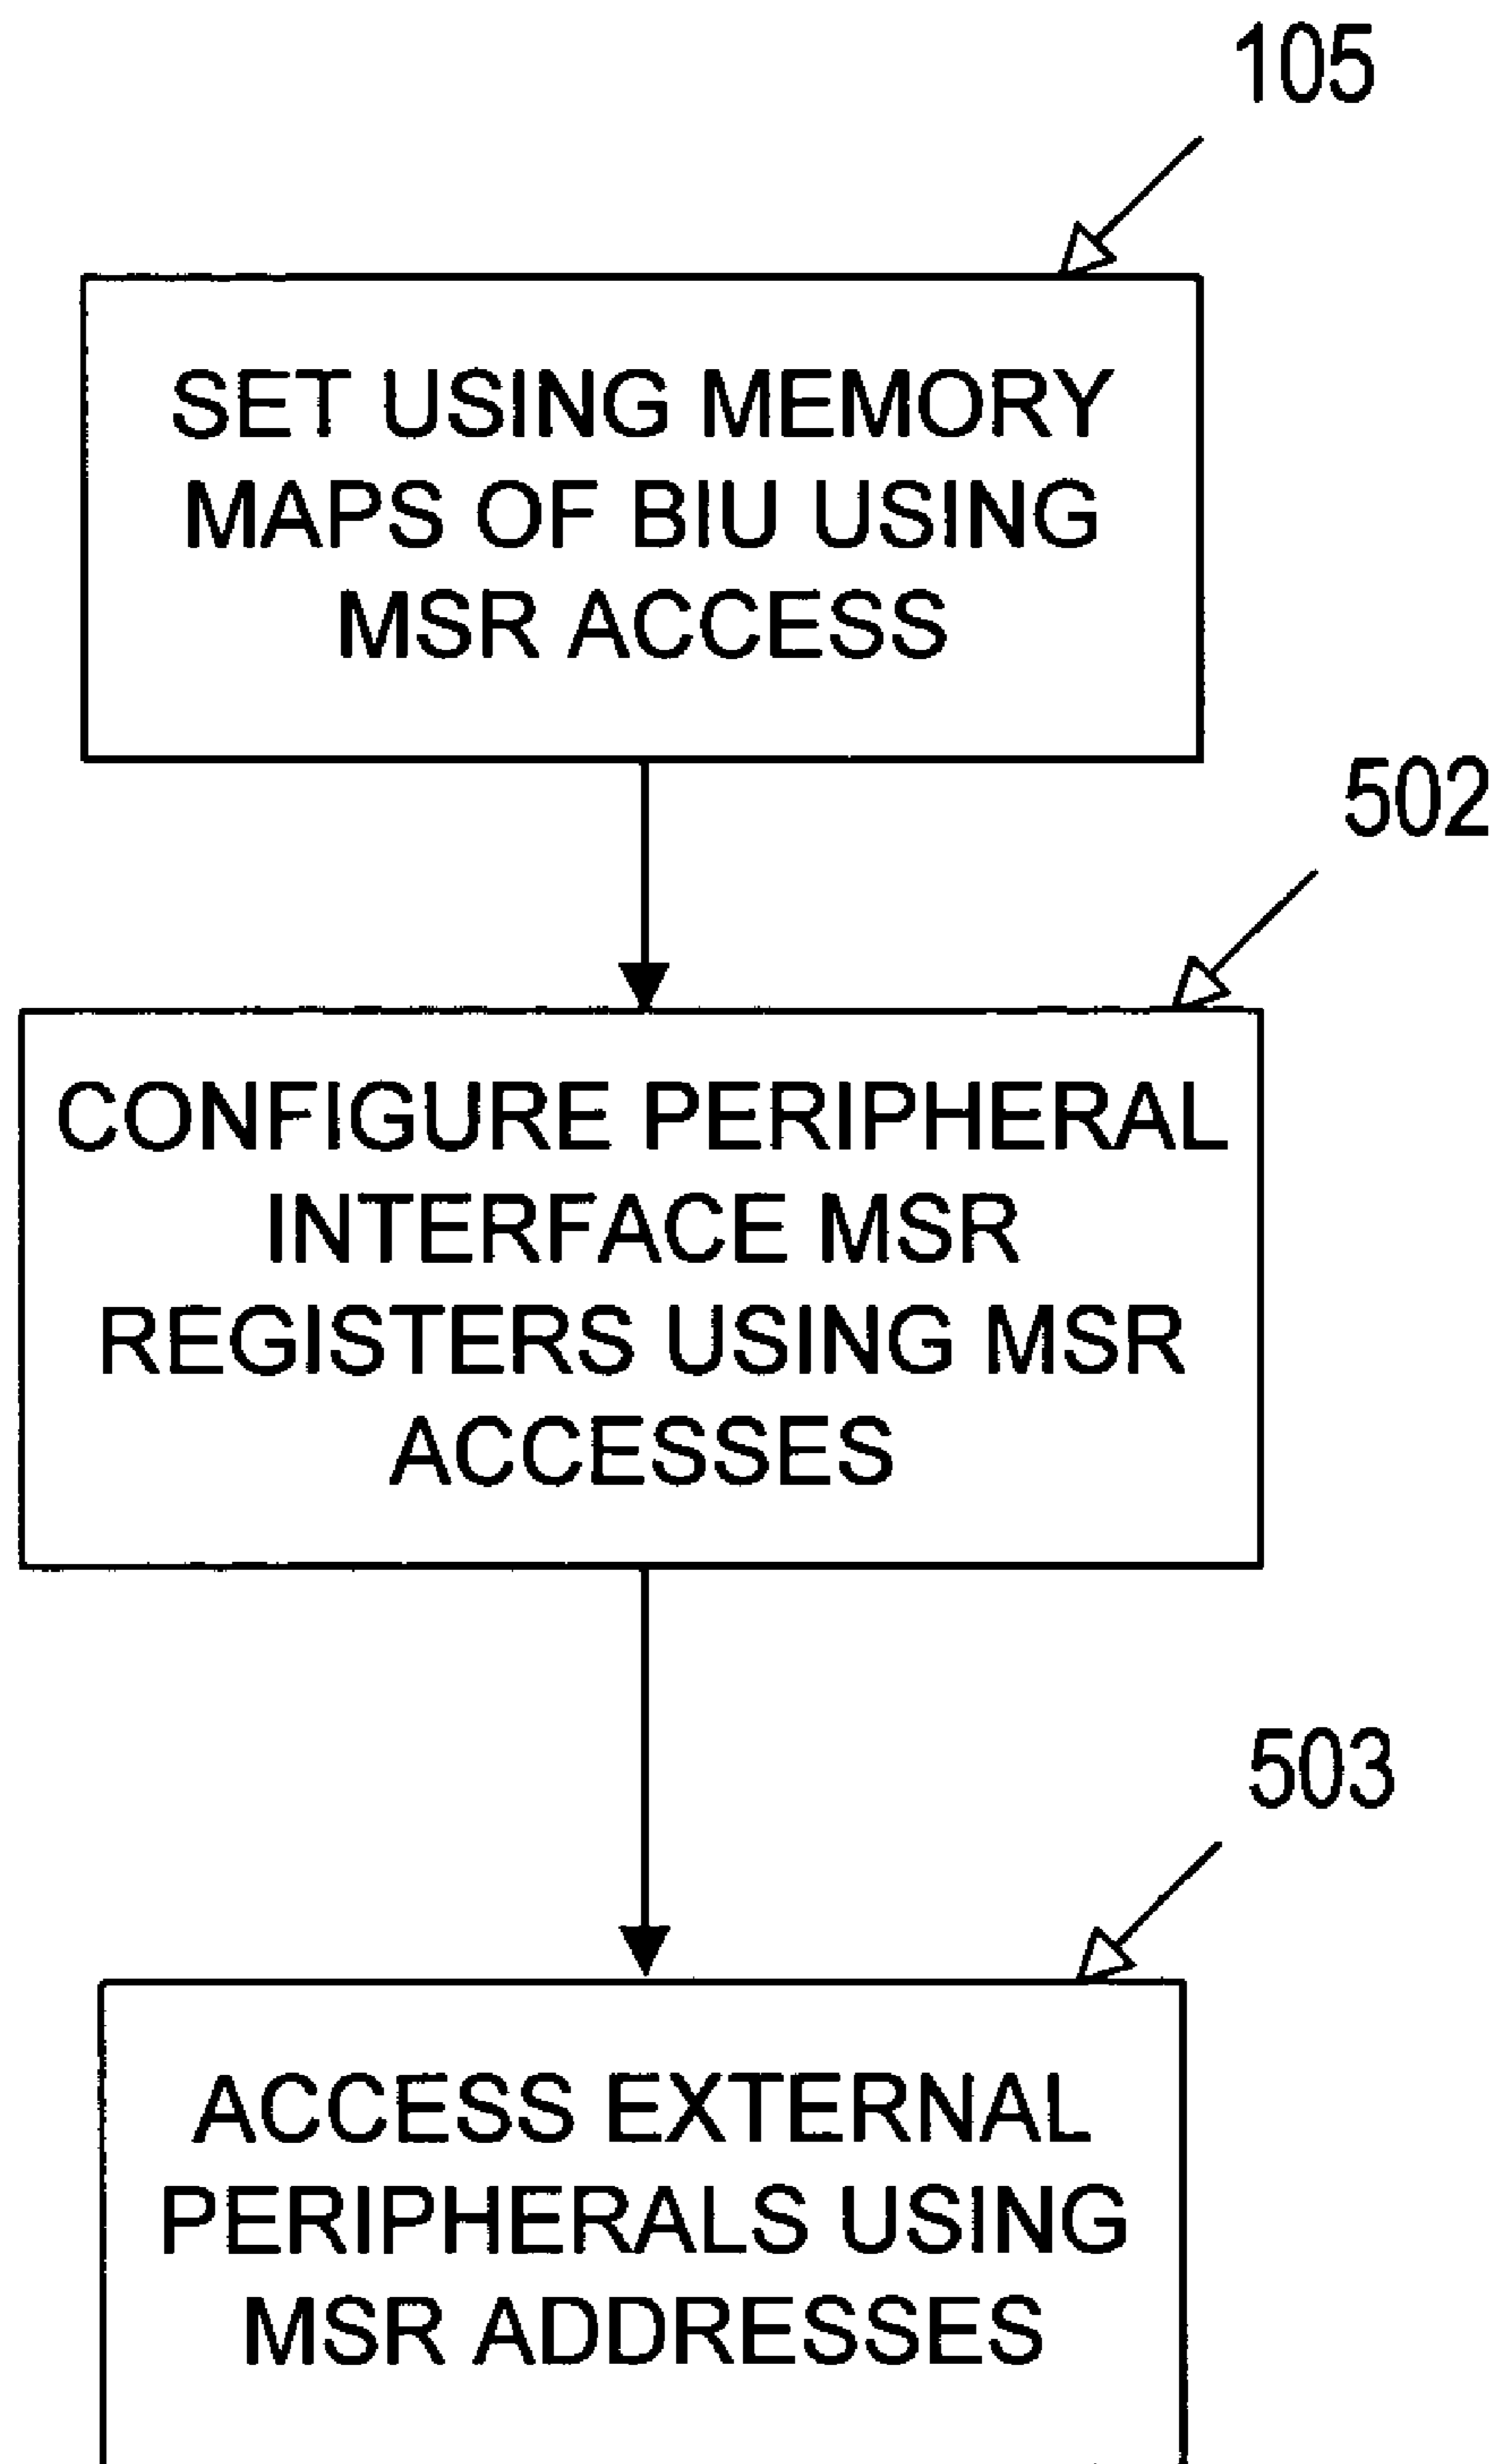 105
SET USING MEMORY
MAPS OF BIU USING
MSR ACCESS
502
CONFIGURE PERIPHERAL
INTERFACE MSR
REGISTERS USING MSR
ACCESSES
503
ACCESS EXTERNAL
PERIPHERALS USING
MSR ADDRESSES